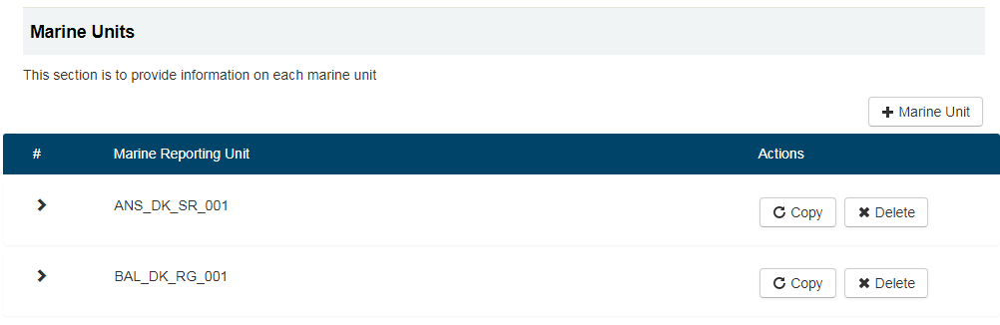 Marine Units
This section is to provide information on each marine unit
Marine Unit
# Marine Reporting Unit Actions
ANS_DK_SR_001 Copy Delete
BAL_DK_RG_001 Copy Delete